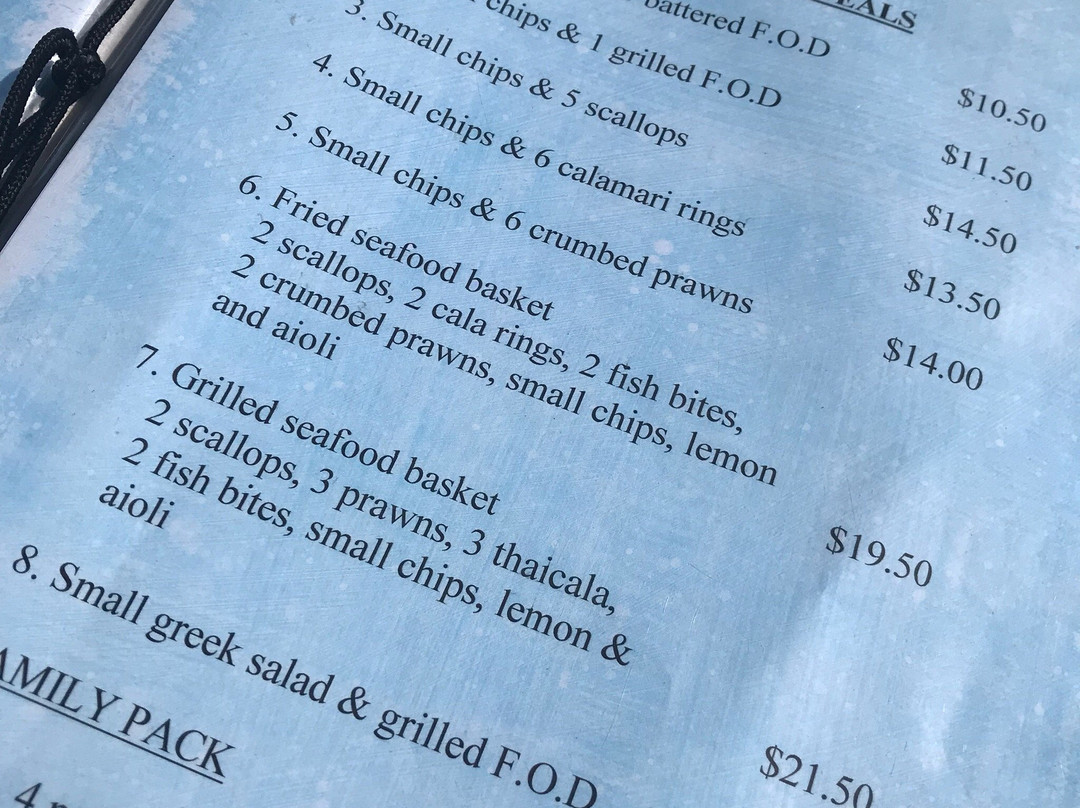 EALS
battered F.O.D $10.50
chips & 1 grilled F.O.D $11.50
3. Small chips & 5 scallops $14.50
4. Small chips & 6 calamari rings $13.50
5. Small chips & 6 crumbed prawns $14.00
6. Fried seafood basket
2 scallops, 2 cala rings, 2 fish bites,
2 crumbed prawns, small chips, lemon
and aioli $19.50
7. Grilled seafood basket
2 scallops, 3 prawns, 3 thaicala,
2 fish bites, small chips, lemon &
aioli $21.50
8. Small greek salad & grilled F.O.D
AMILY PACK
4